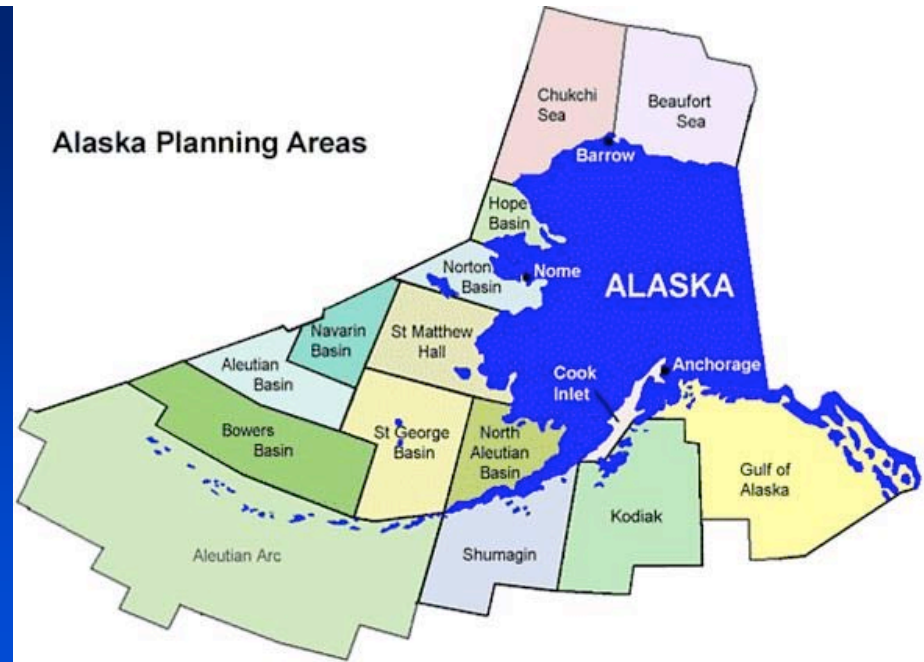 Alaska Planning Areas
Chukchi
Sea
Beaufort
Sea
Barrow
Hope
Basin
Norton
Basin
Nome
ALASKA
Navarin
Basin
St Matthew
Hall
Aleutian
Basin
Cook
Inlet
Anchorage
Bowers
Basin
St George
Basin
North
Aleutian
Basin
Gulf of
Alaska
Kodiak
Shumagin
Aleutian Arc